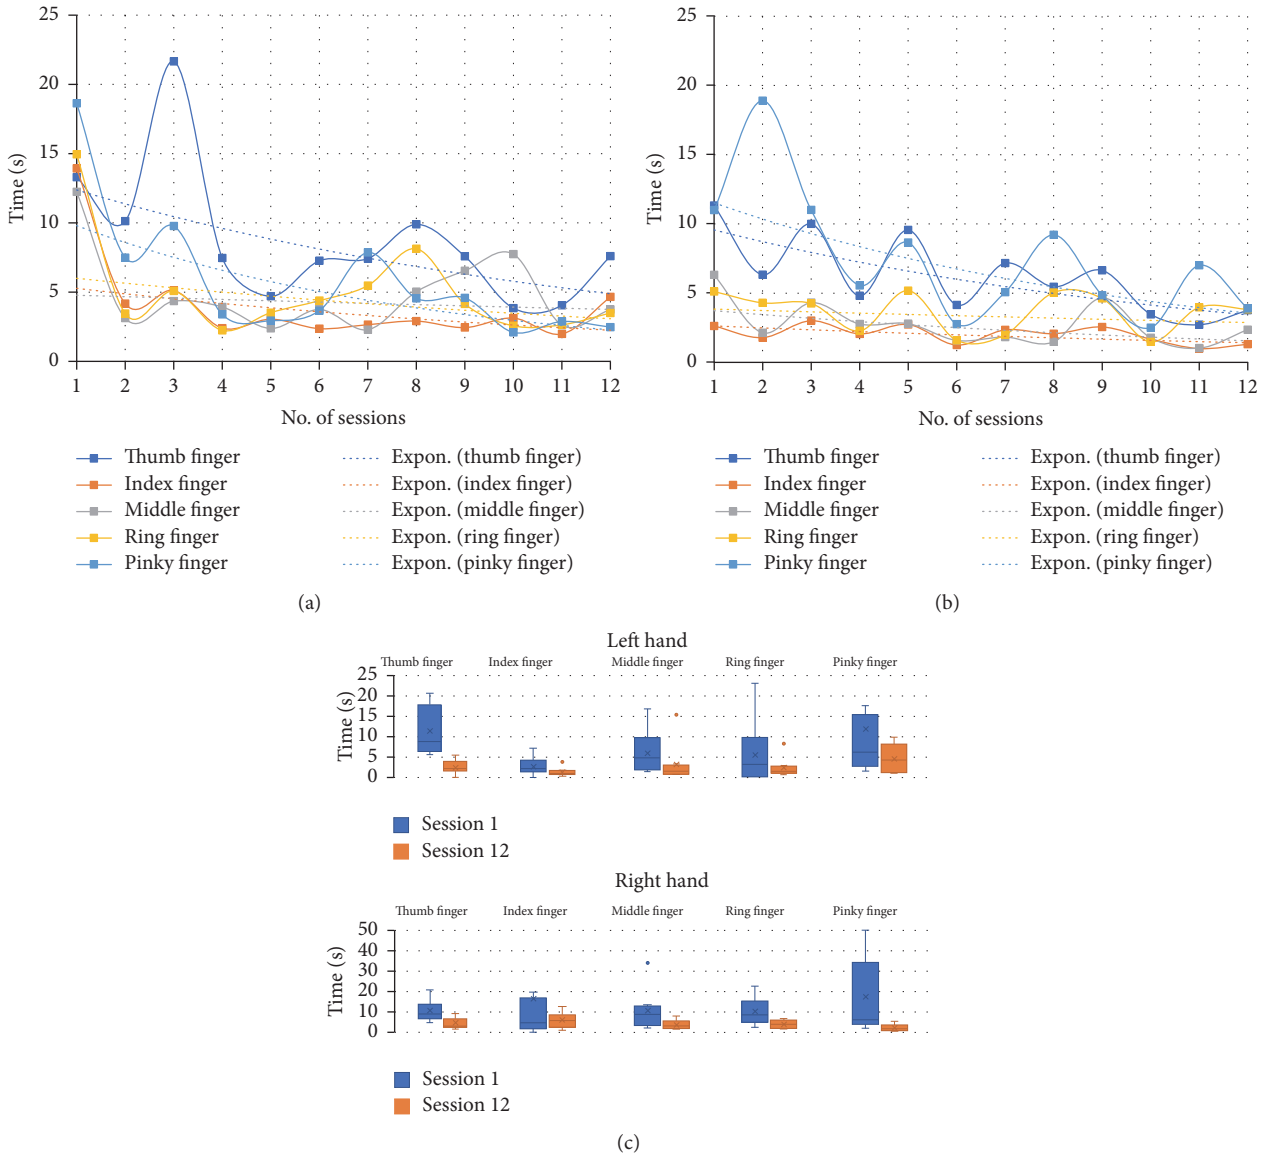 25
20
15
10
5
0
Time (s)
1 2 3 4 5 6 7 8 9 10 11 12
No. of sessions
Thumb finger
Index finger
Middle finger
Ring finger
Pinky finger
Expon. (thumb finger)
Expon. (index finger)
Expon. (middle finger)
Expon. (ring finger)
Expon. (pinky finger)
(a)
25
20
15
10
5
0
Time (s)
1 2 3 4 5 6 7 8 9 10 11 12
No. of sessions
Thumb finger
Index finger
Middle finger
Ring finger
Pinky finger
Expon. (thumb finger)
Expon. (index finger)
Expon. (middle finger)
Expon. (ring finger)
Expon. (pinky finger)
(b)
Left hand
Thumb finger Index finger Middle finger Ring finger Pinky finger
25
20
15
10
5
0
Time (s)
Session 1
Session 12
Right hand
Thumb finger Index finger Middle finger Ring finger Pinky finger
50
40
30
20
10
0
Time (s)
Session 1
Session 12
(c)